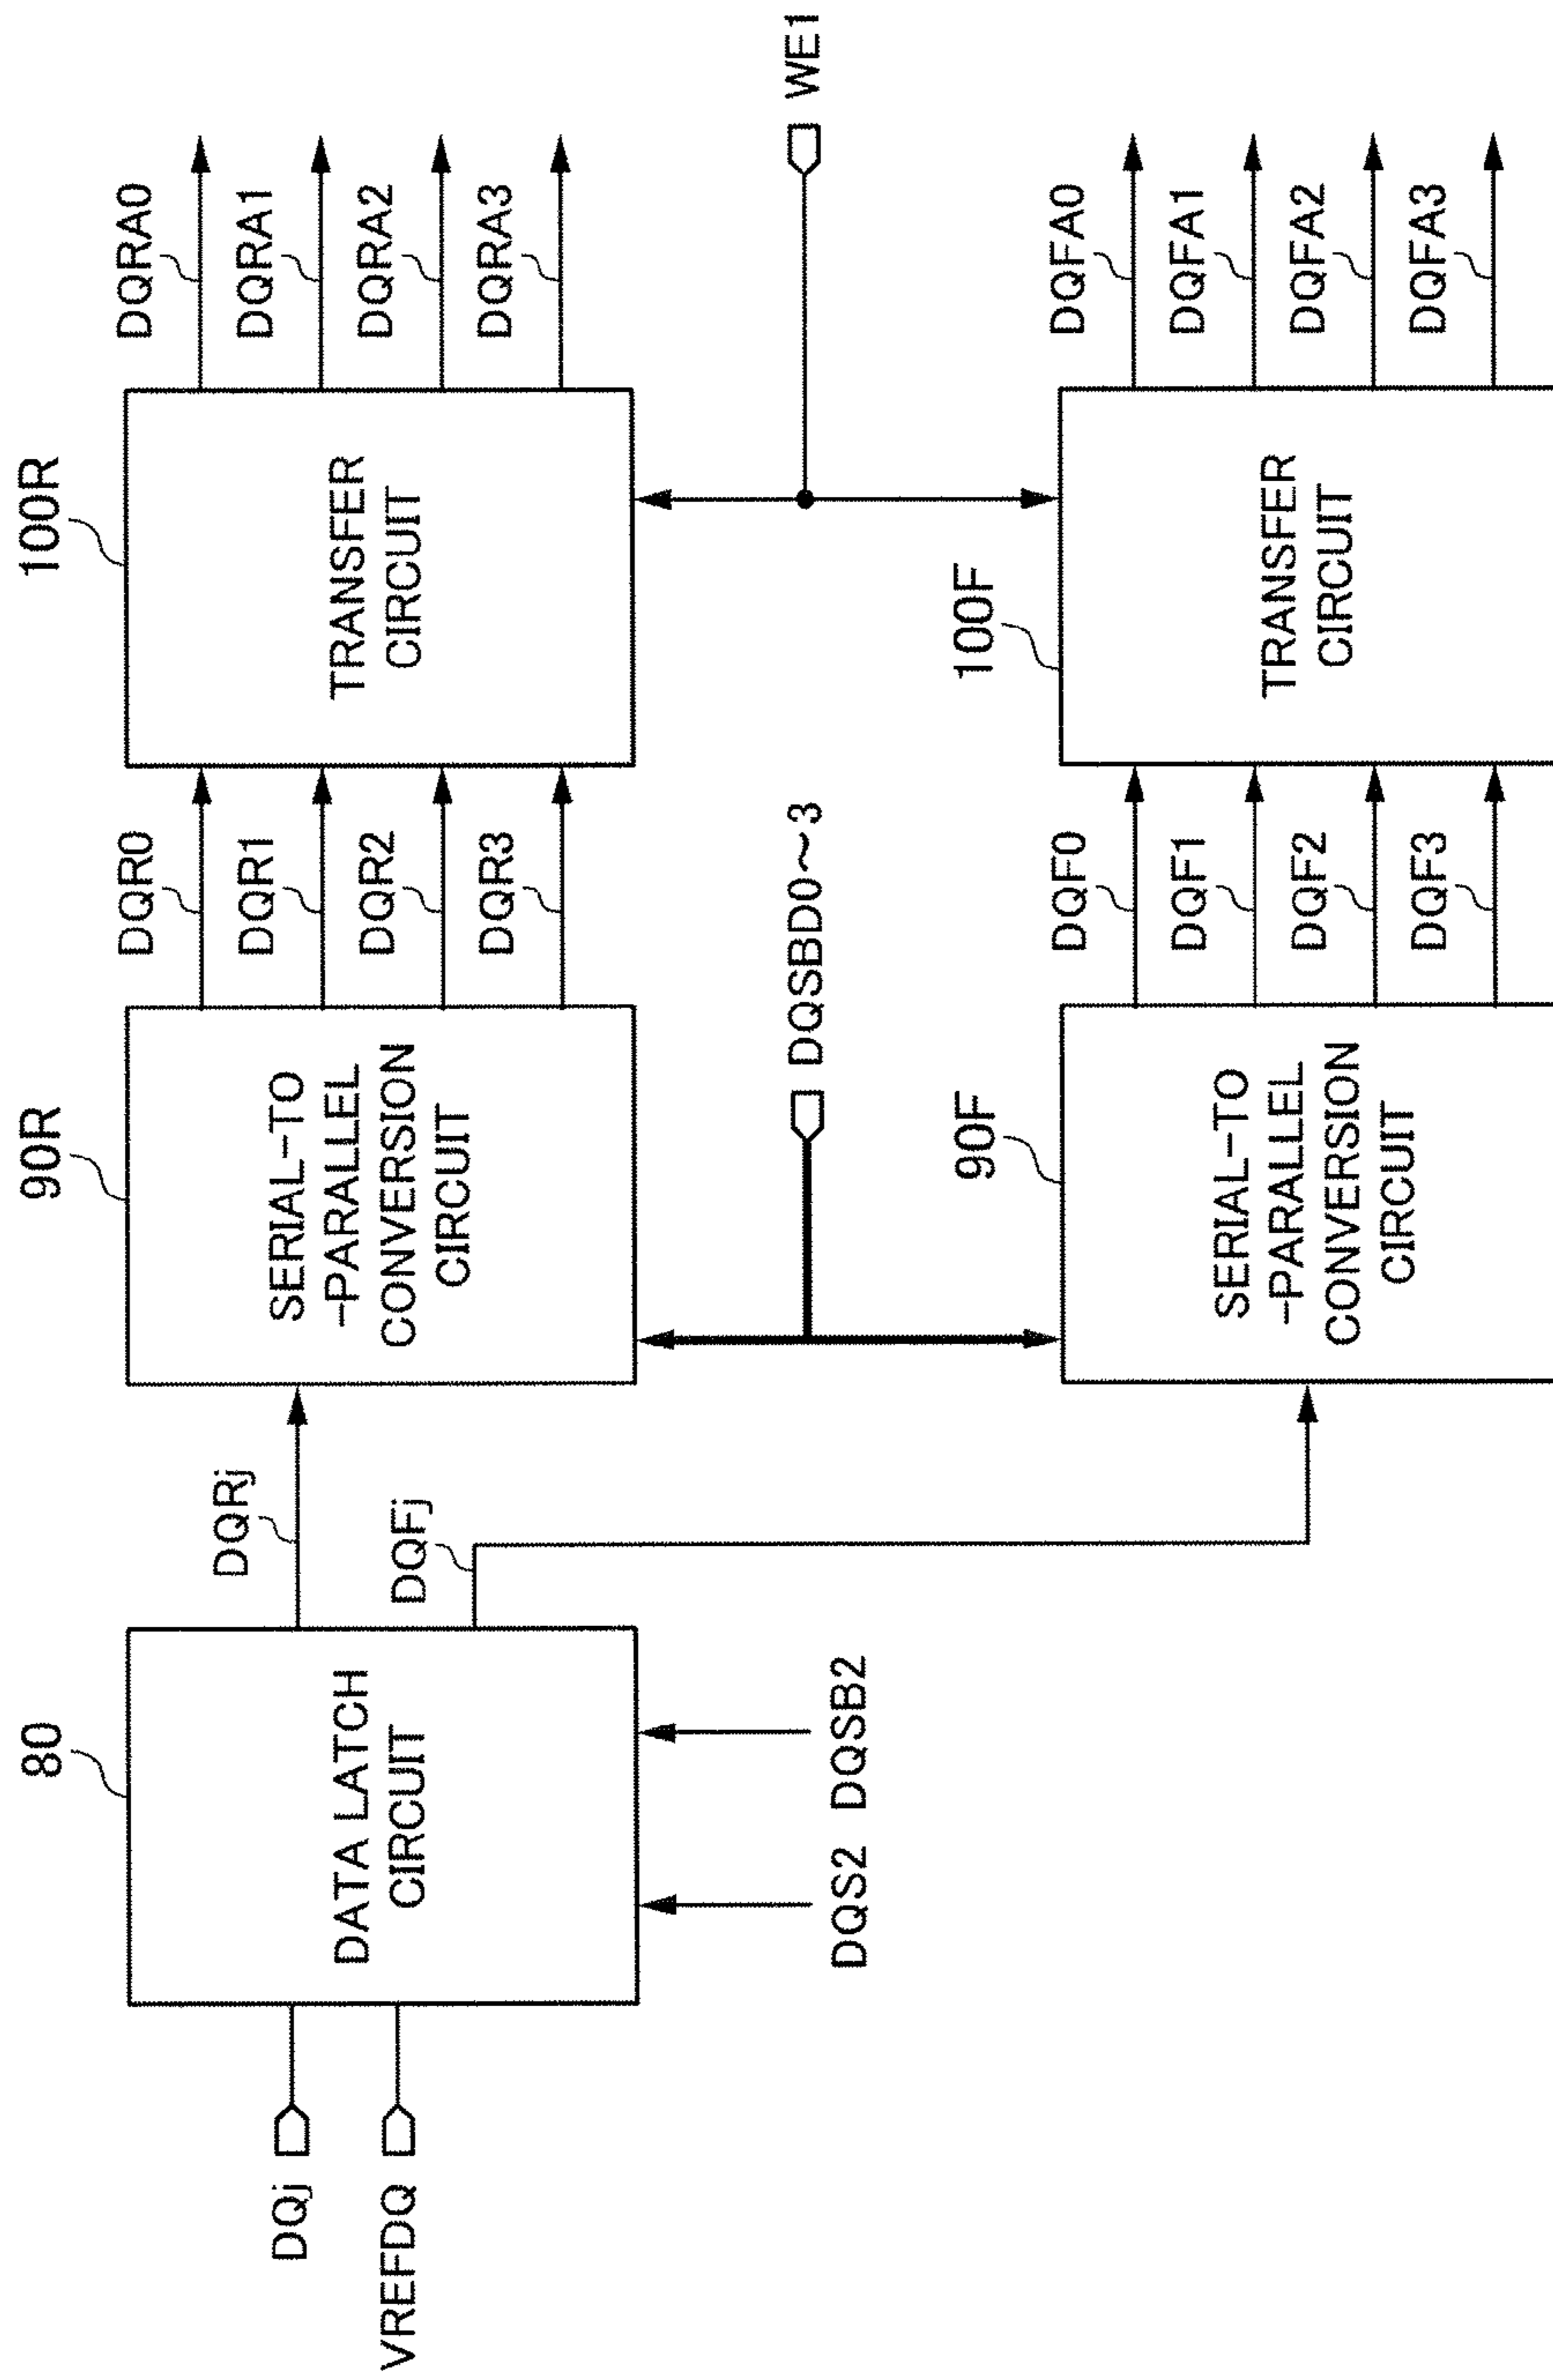 80
DATA LATCH
CIRCUIT
DQj
VREFDQ
DQS2
DQSB2
DQRj
DQFj
90R
SERIAL-TO
-PARALLEL
CONVERSION
CIRCUIT
DQR0
DQR1
DQR2
DQR3
100R
TRANSFER
CIRCUIT
DQRA0
DQRA1
DQRA2
DQRA3
DQSBD0~3
WE1
90F
SERIAL-TO
-PARALLEL
CONVERSION
CIRCUIT
DQF0
DQF1
DQF2
DQF3
100F
TRANSFER
CIRCUIT
DQFA0
DQFA1
DQFA2
DQFA3